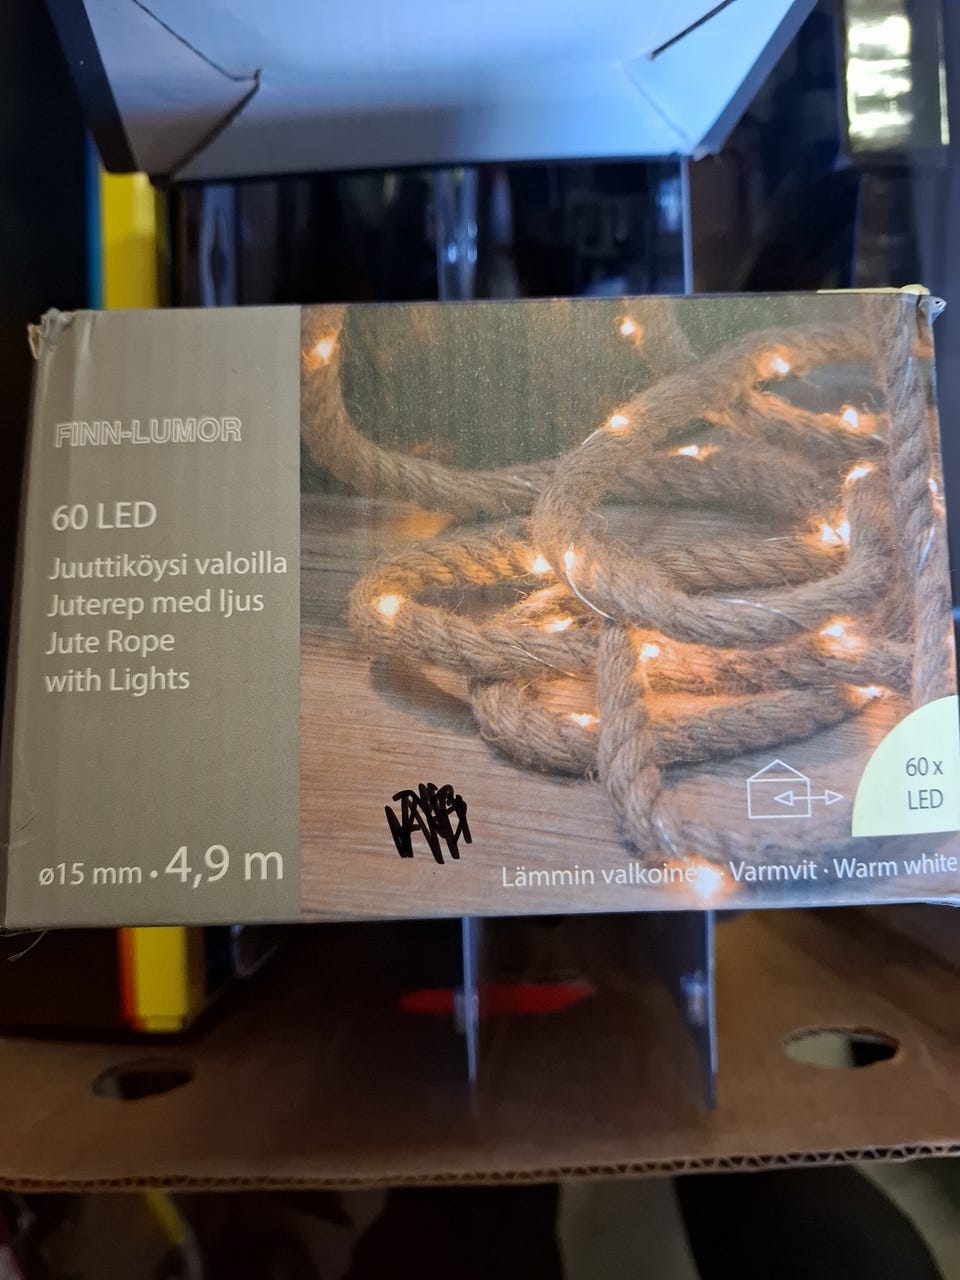 FINN-LUMOR
60 LED
Juuttiköysi valoilla
Juterep med ljus
Jute Rope
with Lights
ø15 mm • 4,9 m
60 x
LED
Lämmin valkoinen · Varmvit · Warm white